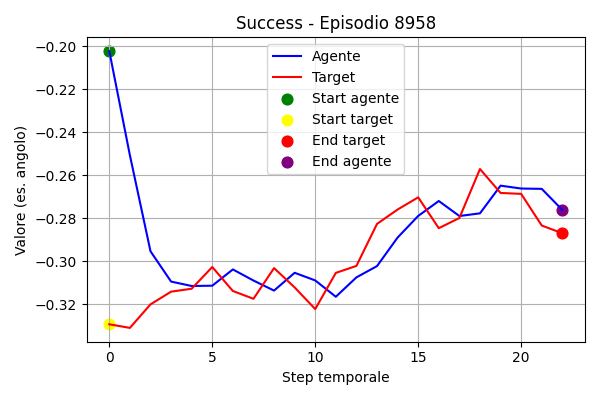 Success - Episodio 8958
Valore (es. angolo)
−0.20
−0.22
−0.24
−0.26
−0.28
−0.30
−0.32
Agente
Target
Start agente
Start target
End target
End agente
0
5
10
15
20
Step temporale